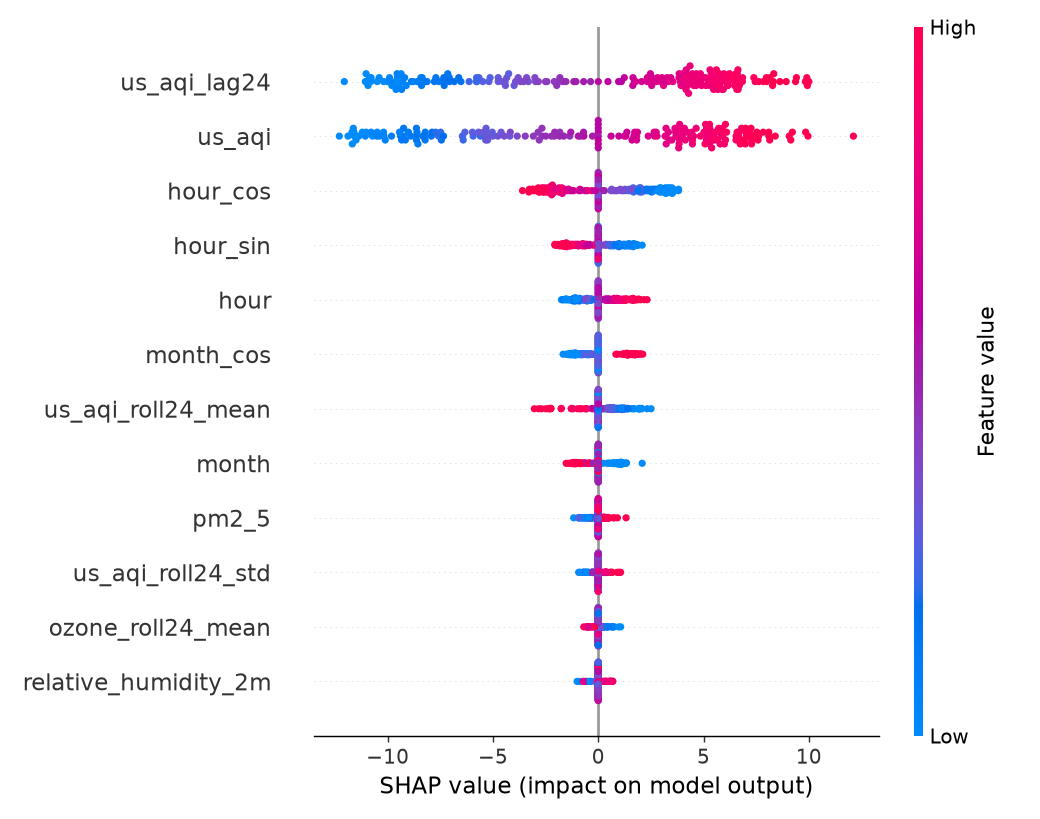 High
us_aqi_lag24
us_aqi
hour_cos
hour_sin
hour
month_cos
us_aqi_roll24_mean
month
pm2_5
us_aqi_roll24_std
ozone_roll24_mean
relative_humidity_2m
Feature value
Low
−10 −5 0 5 10
SHAP value (impact on model output)